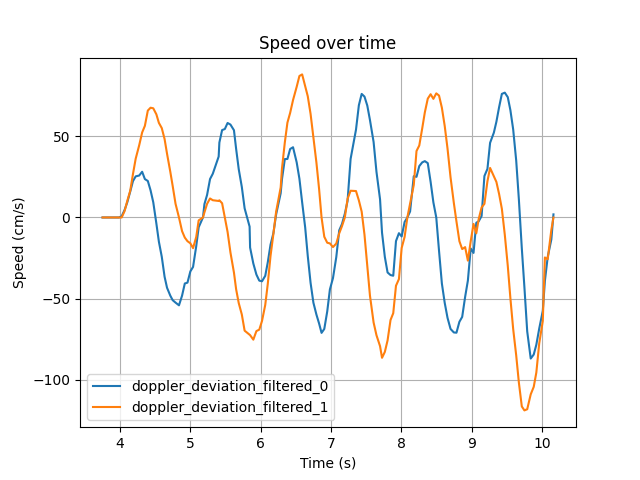 Speed over time
Speed (cm/s)
50
0
−50
−100
doppler_deviation_filtered_0
doppler_deviation_filtered_1
4 5 6 7 8 9 10
Time (s)